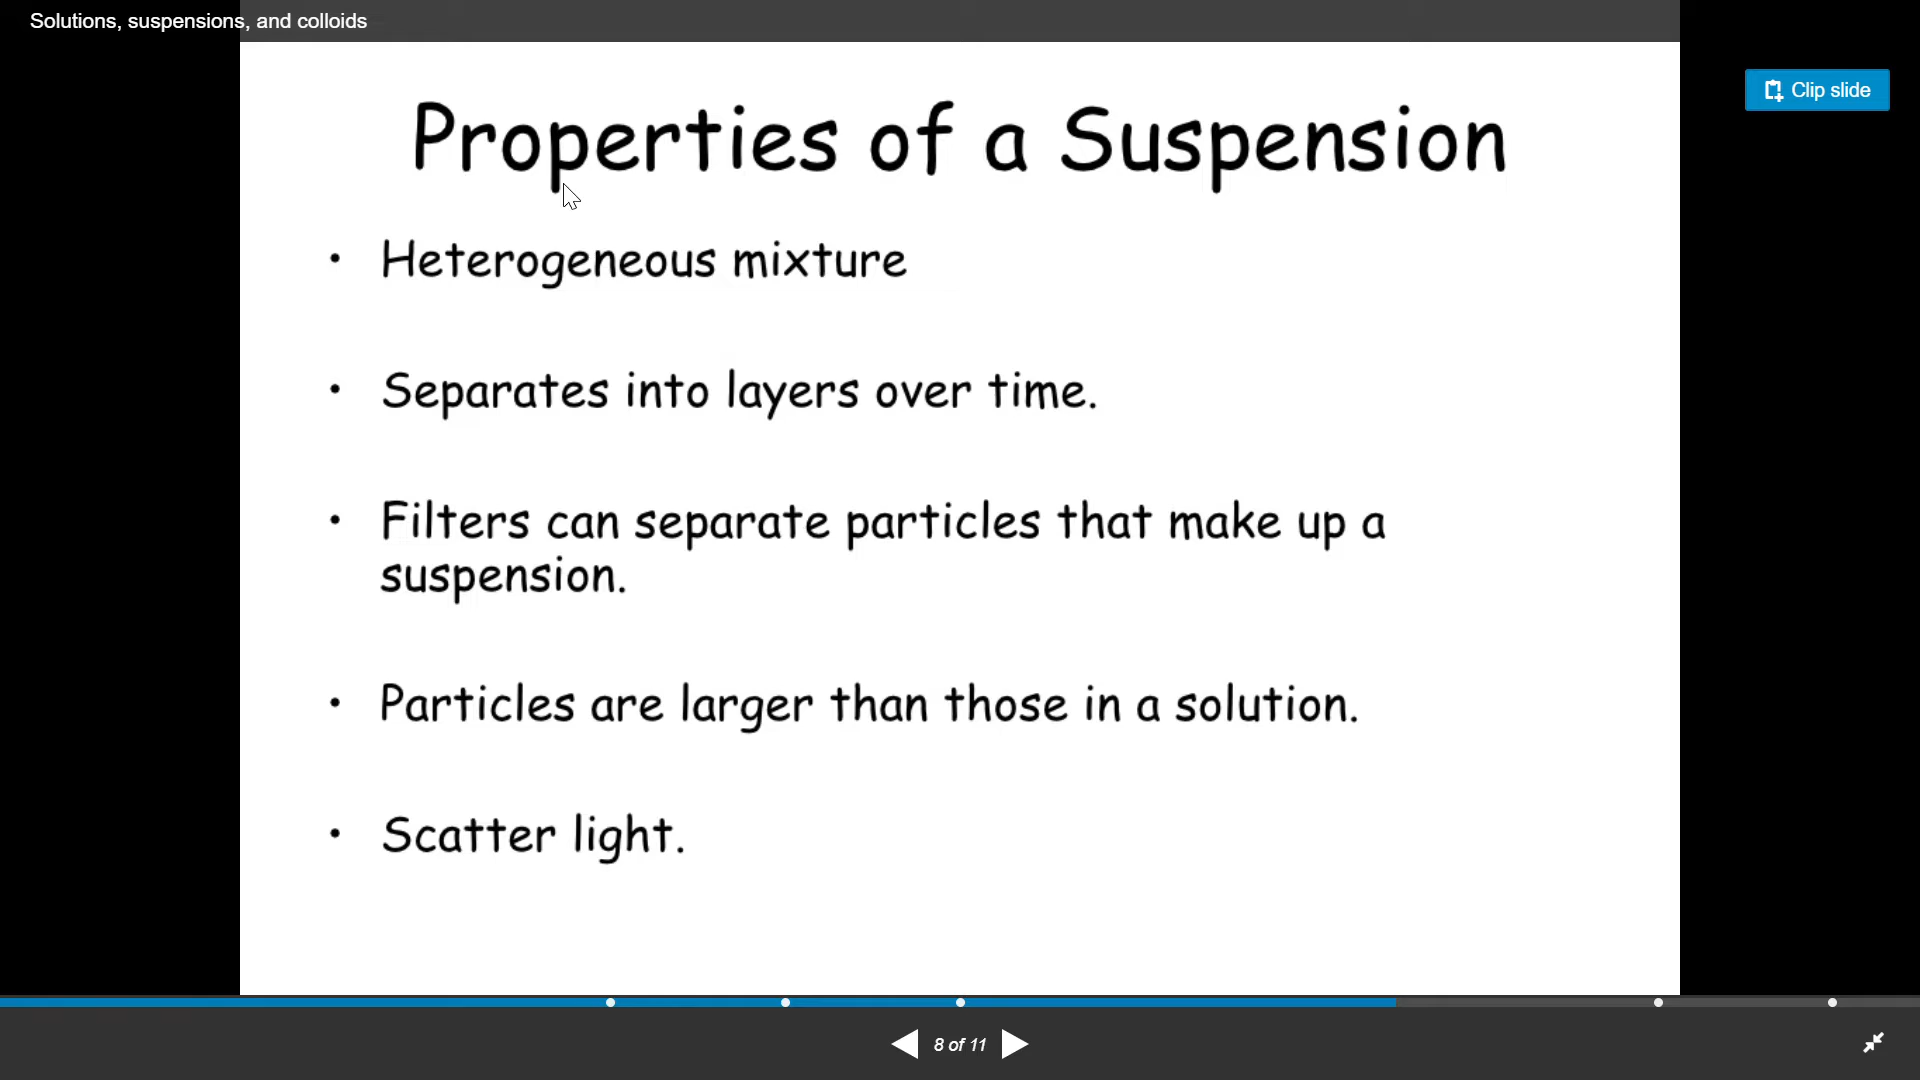 Solutions, suspensions, and colloids
Clip slide
Properties of a Suspension
• Heterogeneous mixture
• Separates into layers over time.
• Filters can separate particles that make up a
suspension.
• Particles are larger than those in a solution.
• Scatter light.
8 of 11